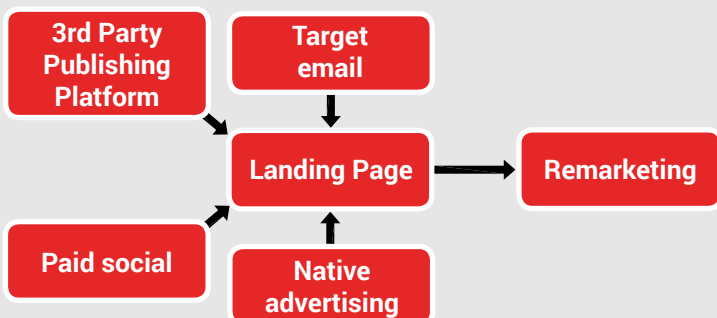 3rd Party
Publishing
Platform
Target
email
Landing Page
Remarketing
Paid social
Native
advertising